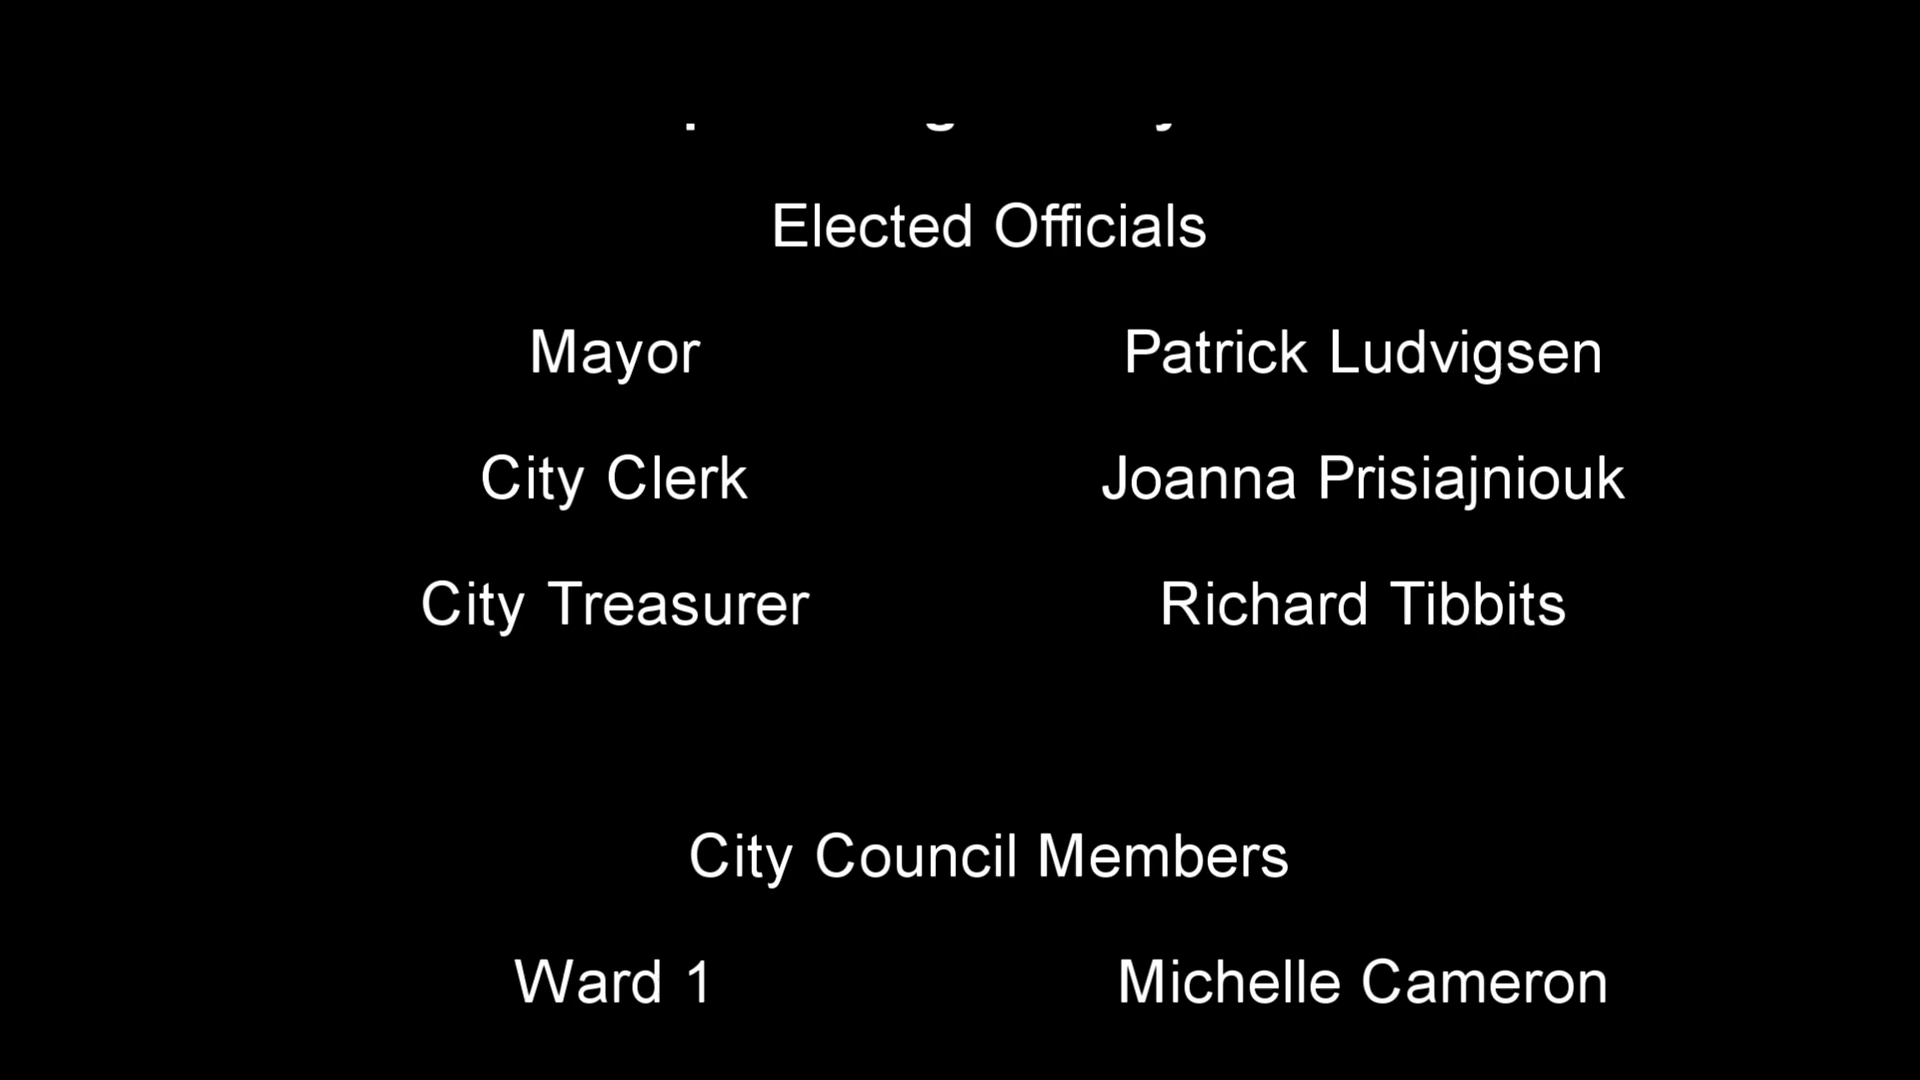 Elected Officials
Mayor Patrick Ludvigsen
City Clerk Joanna Prisiajniouk
City Treasurer Richard Tibbits
City Council Members
Ward 1 Michelle Cameron